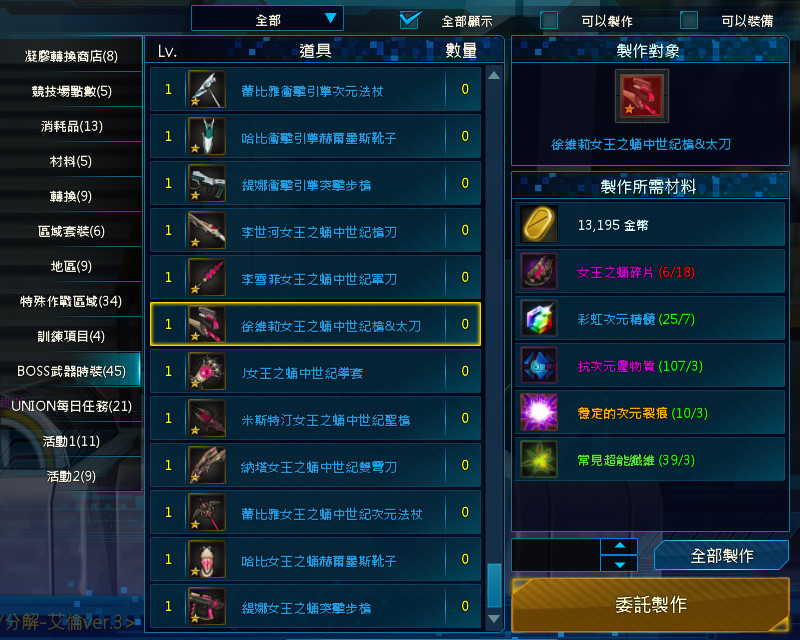 全部
全部顯示
可以製作
可以裝備
凝膠轉換商店(8)
競技場點數(5)
消耗品(13)
材料(5)
轉換(9)
區域套裝(6)
地區(9)
特殊作戰區域(34)
訓練項目(4)
BOSS武器時裝(45)
UNION每日任務(21)
活動1(11)
活動2(9)
Lv. 道具 數量
1 蕾比雅衝擊引擎次元法杖 0
1 哈比衝擊引擎赫爾墨斯靴子 0
1 緹娜衝擊引擎突擊步槍 0
1 李世河女王之蛹中世紀槍刃 0
1 李雪菲女王之蛹中世紀軍刀 0
1 徐維莉女王之蛹中世紀槍&太刀 0
1 J女王之蛹中世紀拳套 0
1 米斯特汀女王之蛹中世紀聖槍 0
1 納塔女王之蛹中世紀雙彎刀 0
1 蕾比雅女王之蛹中世紀次元法杖 0
1 哈比女王之蛹赫爾墨斯靴子 0
1 緹娜女王之蛹突擊步槍 0
製作對象
徐維莉女王之蛹中世紀槍&太刀
製作所需材料
13,195 金幣
女王之蛹碎片 (6/18)
彩虹次元精髓 (25/7)
抗次元塵物質 (107/3)
穩定的次元裂痕 (10/3)
常見超能纖維 (39/3)
全部製作
委託製作
/分解-艾倫ver.3>